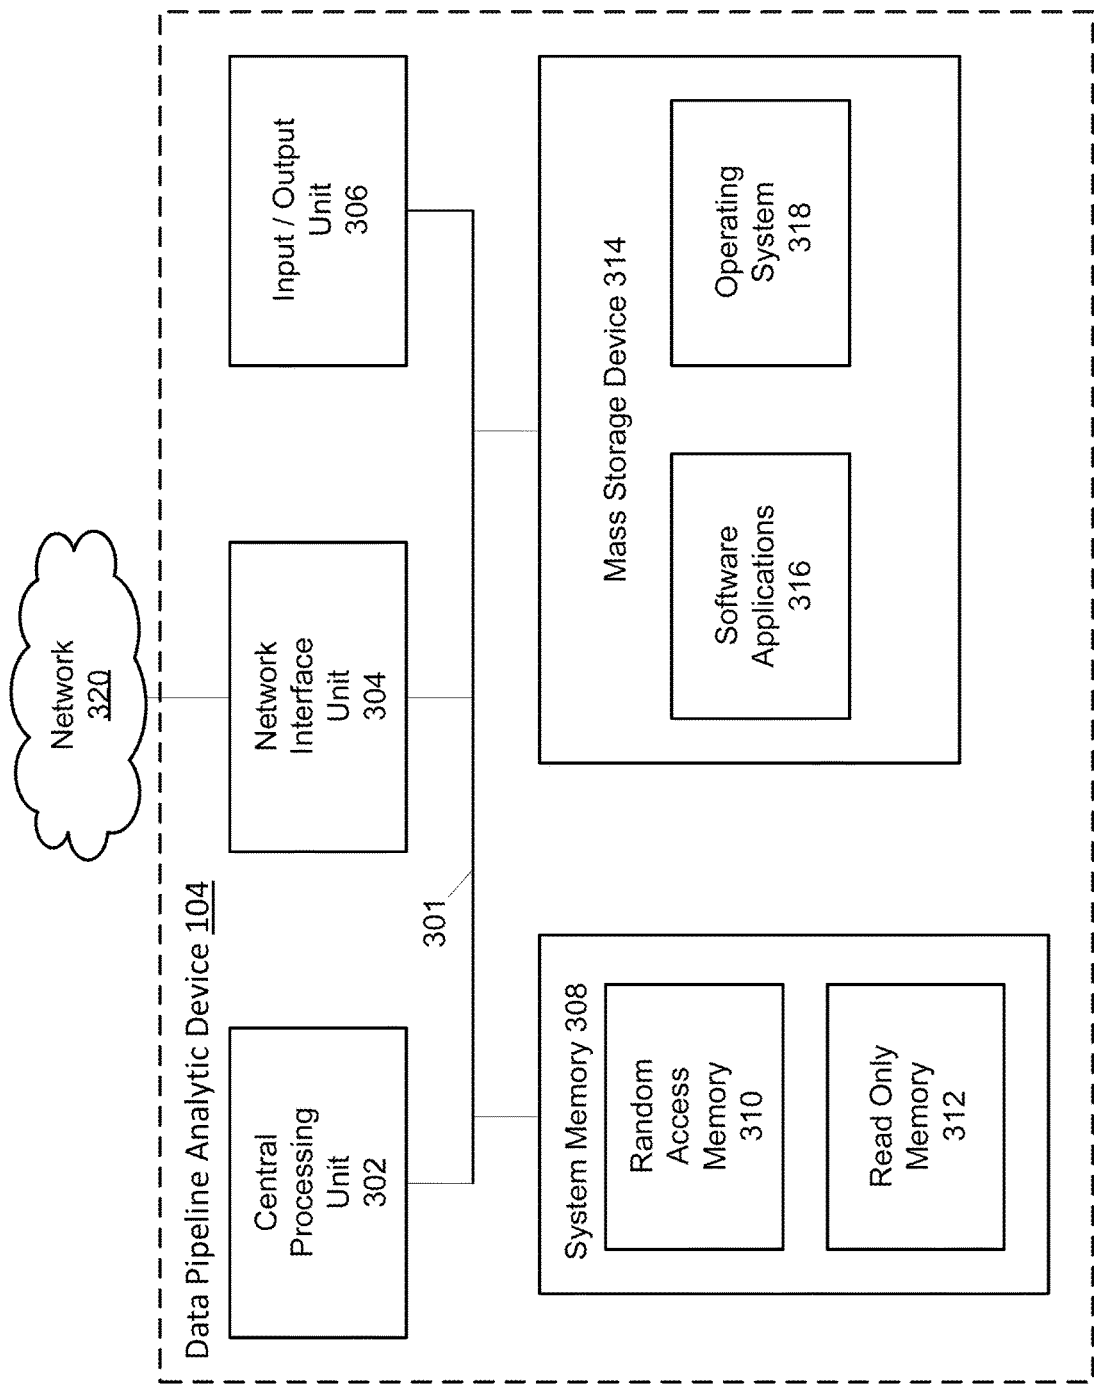 Network
320
Data Pipeline Analytic Device 104
Central
Processing
Unit
302
Network
Interface
Unit
304
Input / Output
Unit
306
301
System Memory 308
Random
Access
Memory
310
Read Only
Memory
312
Mass Storage Device 314
Software
Applications
316
Operating
System
318